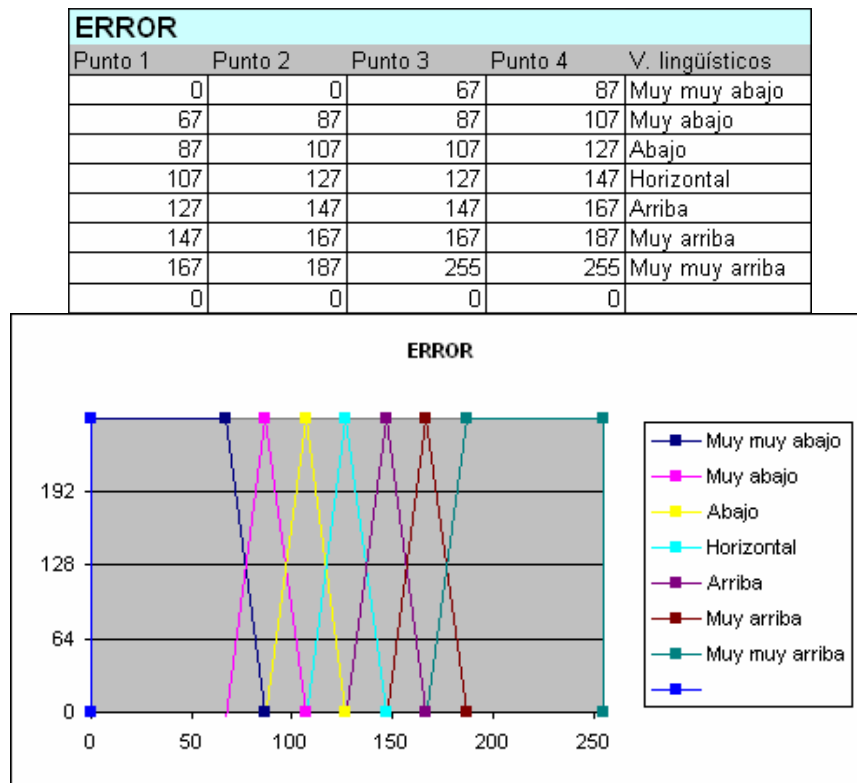 ERROR
Punto 1 Punto 2 Punto 3 Punto 4 V. lingüísticos
0 0 67 87 Muy muy abajo
67 87 87 107 Muy abajo
87 107 107 127 Abajo
107 127 127 147 Horizontal
127 147 147 167 Arriba
147 167 167 187 Muy arriba
167 187 255 255 Muy muy arriba
0 0 0 0
ERROR
192
128
64
0
0 50 100 150 200 250
Muy muy abajo
Muy abajo
Abajo
Horizontal
Arriba
Muy arriba
Muy muy arriba